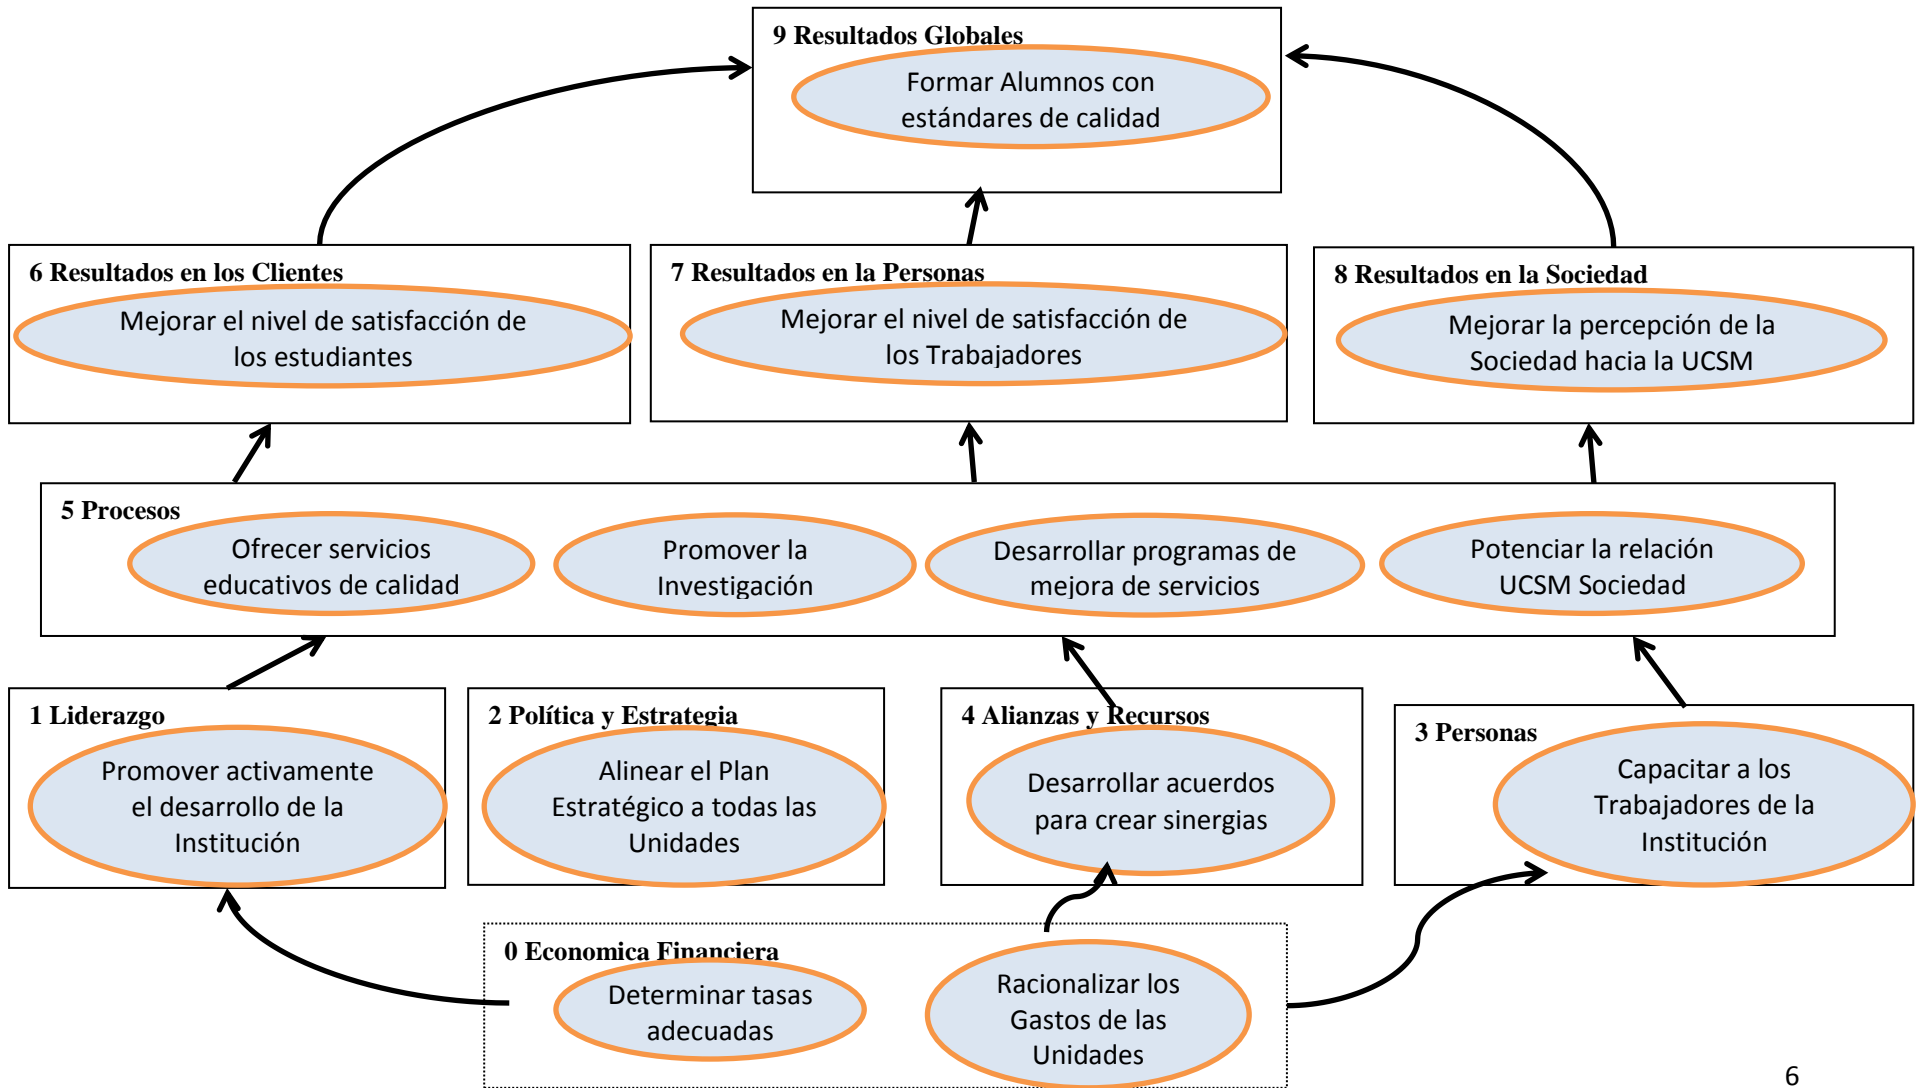 9 Resultados Globales
Formar Alumnos con
estándares de calidad
6 Resultados en los Clientes
Mejorar el nivel de satisfacción de
los estudiantes
7 Resultados en la Personas
Mejorar el nivel de satisfacción de
los Trabajadores
8 Resultados en la Sociedad
Mejorar la percepción de la
Sociedad hacia la UCSM
5 Procesos
Ofrecer servicios
educativos de calidad
Promover la
Investigación
Desarrollar programas de
mejora de servicios
Potenciar la relación
UCSM Sociedad
1 Liderazgo
Promover activamente
el desarrollo de la
Institución
2 Política y Estrategia
Alinear el Plan
Estratégico a todas las
Unidades
4 Alianzas y Recursos
Desarrollar acuerdos
para crear sinergias
3 Personas
Capacitar a los
Trabajadores de la
Institución
0 Economica Financiera
Determinar tasas
adecuadas
Racionalizar los
Gastos de las
Unidades
6